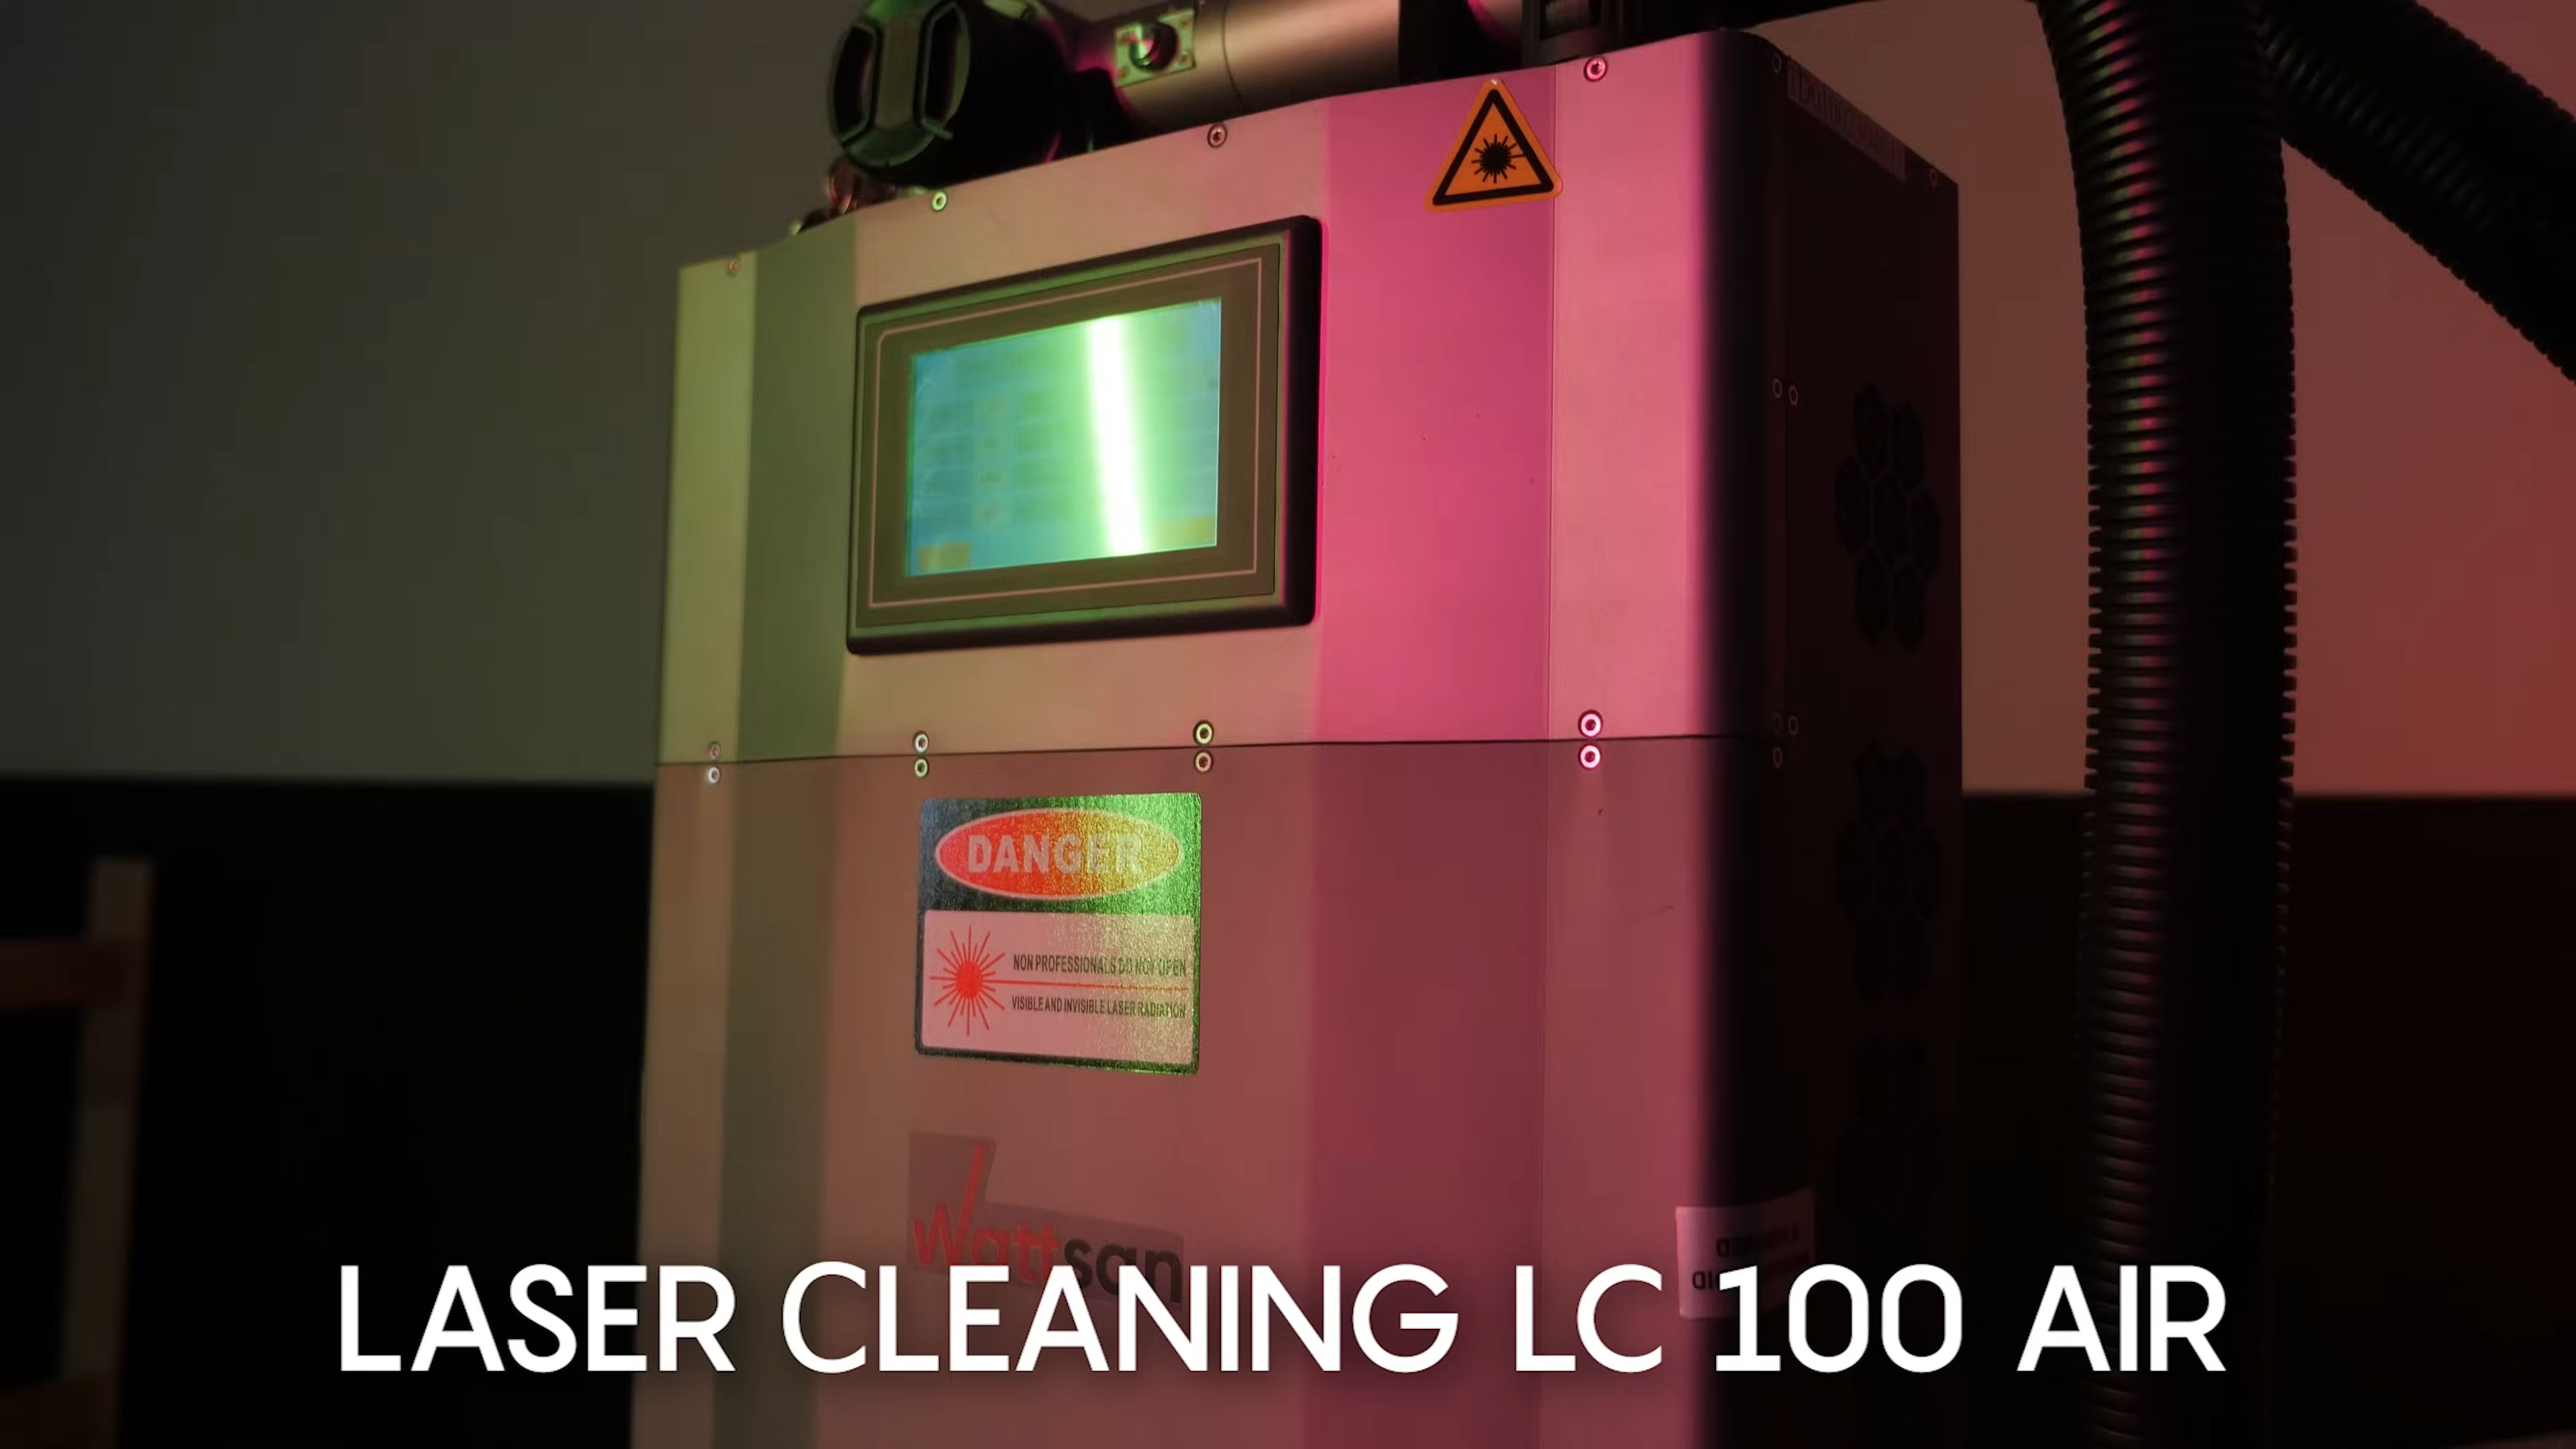 DANGER
NON PROFESSIONALS DO NOT OPEN
VISIBLE AND INVISIBLE LASER RADIATION
Wattsan
LASER CLEANING LC 100 AIR